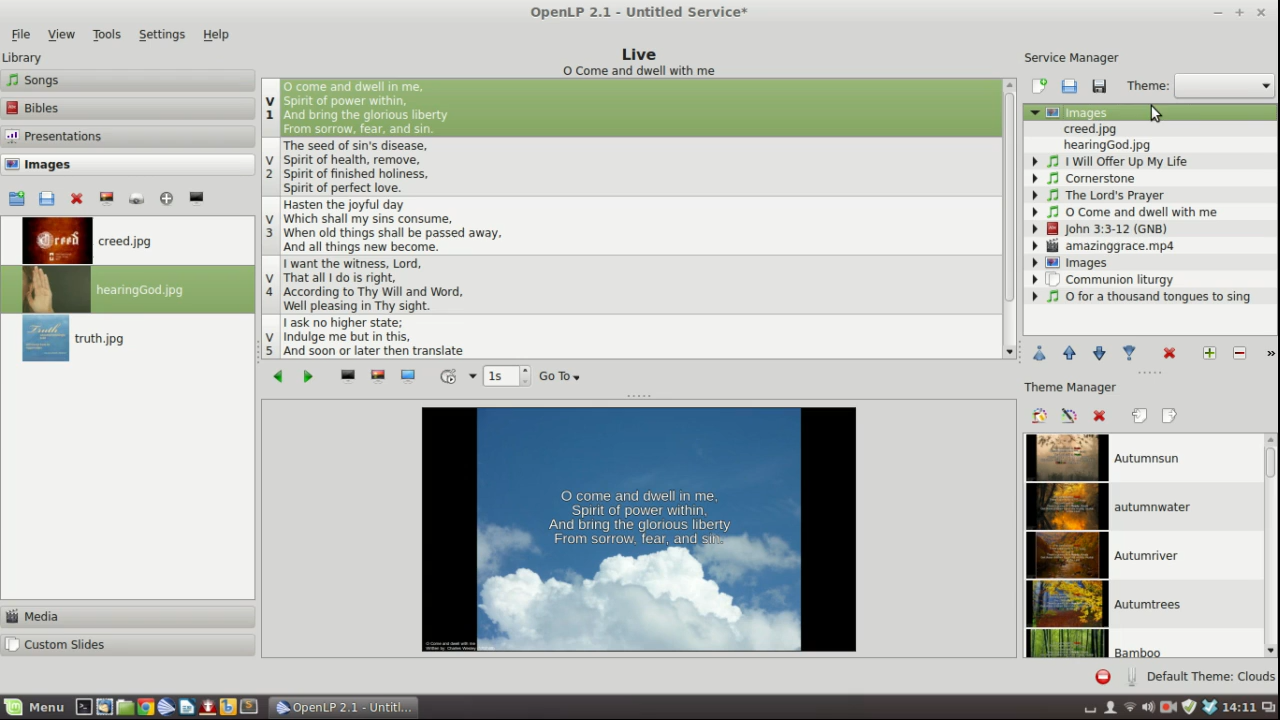 OpenLP 2.1 - Untitled Service*
File View Tools Settings Help
Library
Songs
Bibles
Presentations
Images
creed.jpg
hearingGod.jpg
truth.jpg
Media
Custom Slides
Live
O Come and dwell with me
V 1
O come and dwell in me,
Spirit of power within,
And bring the glorious liberty
From sorrow, fear, and sin.
V 2
The seed of sin's disease,
Spirit of health, remove,
Spirit of finished holiness,
Spirit of perfect love.
V 3
Hasten the joyful day
Which shall my sins consume,
When old things shall be passed away,
And all things new become.
V 4
I want the witness, Lord,
That all I do is right,
According to Thy Will and Word,
Well pleasing in Thy sight.
V 5
I ask no higher state;
Indulge me but in this,
And soon or later then translate
1s Go To
O come and dwell in me,
Spirit of power within,
And bring the glorious liberty
From sorrow, fear, and sin.
O Come and dwell with me
Written by: Charles Wesley
Service Manager
Theme:
Images
creed.jpg
hearingGod.jpg
I Will Offer Up My Life
Cornerstone
The Lord's Prayer
O Come and dwell with me
John 3:3-12 (GNB)
amazinggrace.mp4
Images
Communion liturgy
O for a thousand tongues to sing
Theme Manager
Autumnsun
autumnwater
Autumriver
Autumtrees
Bamboo
Default Theme: Clouds
Menu OpenLP 2.1 - Untitl... 14:11